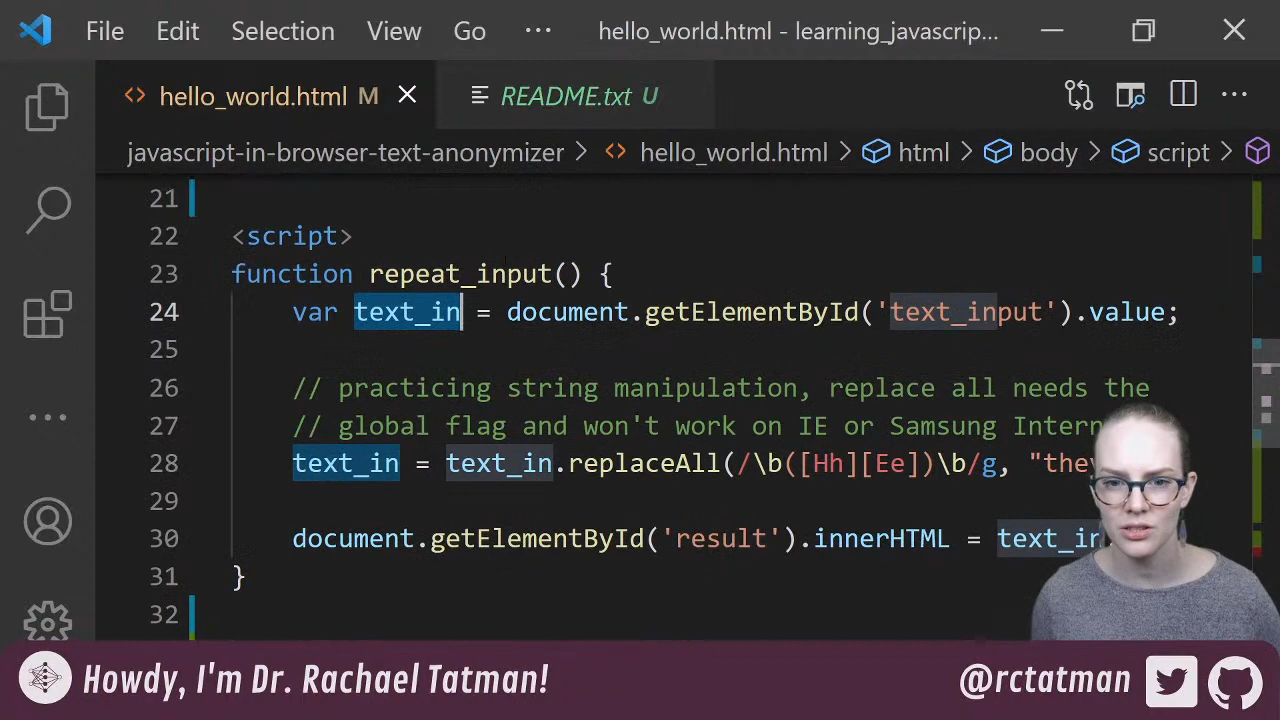 File Edit Selection View Go ··· hello_world.html - learning_javascrip...
<> hello_world.html M README.txt U
javascript-in-browser-text-anonymizer > <> hello_world.html > html > body > script >
21
22 <script>
23 function repeat_input() {
24 var text_in = document.getElementById('text_input').value;
25
26 // practicing string manipulation, replace all needs the
27 // global flag and won't work on IE or Samsung Intern
28 text_in = text_in.replaceAll(/\b([Hh][Ee])\b/g, "they
29
30 document.getElementById('result').innerHTML = text_in
31 }
32
Howdy, I'm Dr. Rachael Tatman! @rctatman